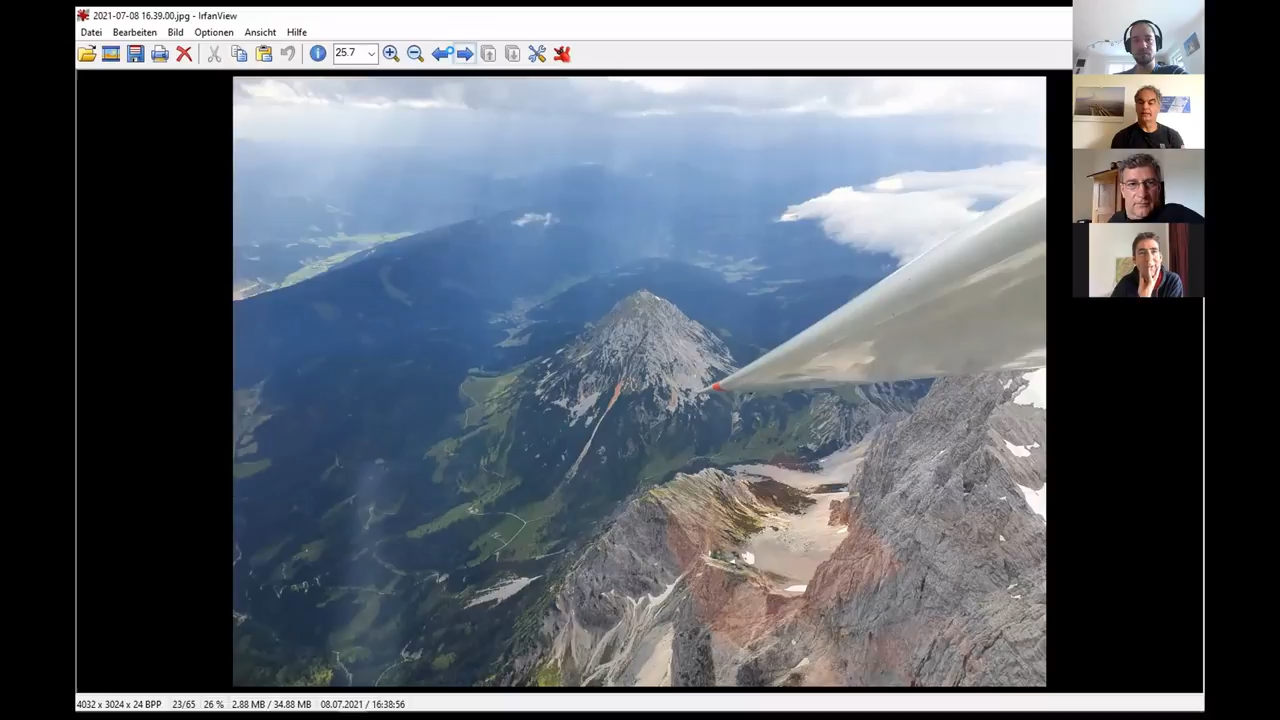 2021-07-08 16.39.00.jpg - IrfanView
Datei Bearbeiten Bild Optionen Ansicht Hilfe
25.7
4032 x 3024 x 24 BPP 23/65 26 % 2.88 MB / 34.88 MB 08.07.2021 / 16:38:56